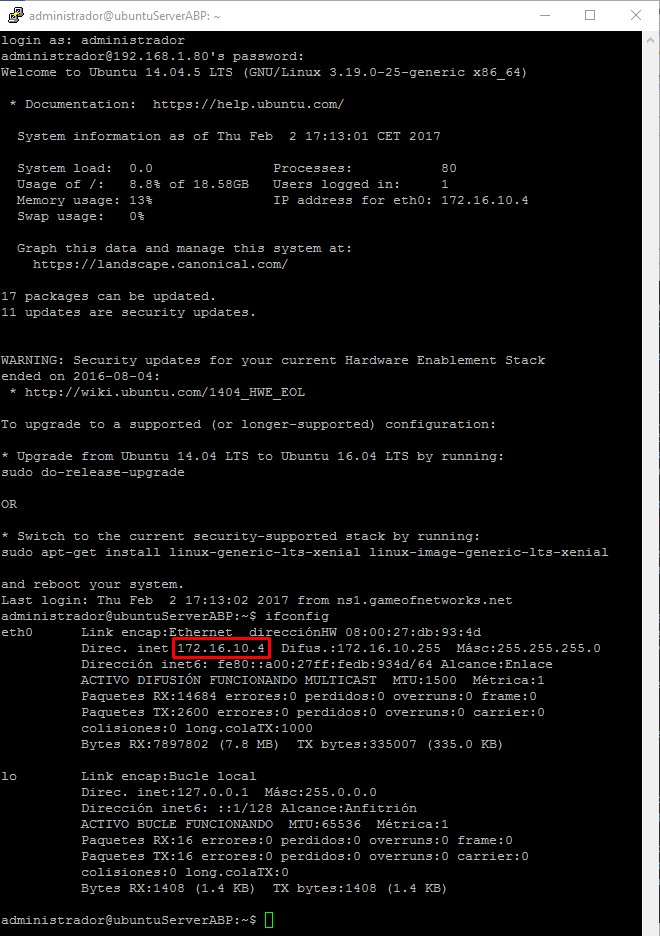 administrador@ubuntuServerABP: ~
login as: administrador
administrador@192.168.1.80's password:
Welcome to Ubuntu 14.04.5 LTS (GNU/Linux 3.19.0-25-generic x86_64)
* Documentation:  https://help.ubuntu.com/
System information as of Thu Feb  2 17:13:01 CET 2017
System load:  0.0               Processes:           80
Usage of /:   8.8% of 18.58GB   Users logged in:     1
Memory usage: 13%               IP address for eth0: 172.16.10.4
Swap usage:   0%
Graph this data and manage this system at:
https://landscape.canonical.com/
17 packages can be updated.
11 updates are security updates.
WARNING: Security updates for your current Hardware Enablement Stack
ended on 2016-08-04:
* http://wiki.ubuntu.com/1404_HWE_EOL
To upgrade to a supported (or longer-supported) configuration:
* Upgrade from Ubuntu 14.04 LTS to Ubuntu 16.04 LTS by running:
sudo do-release-upgrade
OR
* Switch to the current security-supported stack by running:
sudo apt-get install linux-generic-lts-xenial linux-image-generic-lts-xenial
and reboot your system.
Last login: Thu Feb  2 17:13:02 2017 from ns1.gameofnetworks.net
administrador@ubuntuServerABP:~$ ifconfig
eth0      Link encap:Ethernet  direcciónHW 08:00:27:db:93:4d
Direc. inet:172.16.10.4  Difus.:172.16.10.255  Másc:255.255.255.0
Dirección inet6: fe80::a00:27ff:fedb:934d/64 Alcance:Enlace
ACTIVO DIFUSIÓN FUNCIONANDO MULTICAST  MTU:1500  Métrica:1
Paquetes RX:14684 errores:0 perdidos:0 overruns:0 frame:0
Paquetes TX:2600 errores:0 perdidos:0 overruns:0 carrier:0
colisiones:0 long.colaTX:1000
Bytes RX:7897802 (7.8 MB)  TX bytes:335007 (335.0 KB)
lo        Link encap:Bucle local
Direc. inet:127.0.0.1  Másc:255.0.0.0
Dirección inet6: ::1/128 Alcance:Anfitrión
ACTIVO BUCLE FUNCIONANDO  MTU:65536  Métrica:1
Paquetes RX:16 errores:0 perdidos:0 overruns:0 frame:0
Paquetes TX:16 errores:0 perdidos:0 overruns:0 carrier:0
colisiones:0 long.colaTX:0
Bytes RX:1408 (1.4 KB)  TX bytes:1408 (1.4 KB)
administrador@ubuntuServerABP:~$